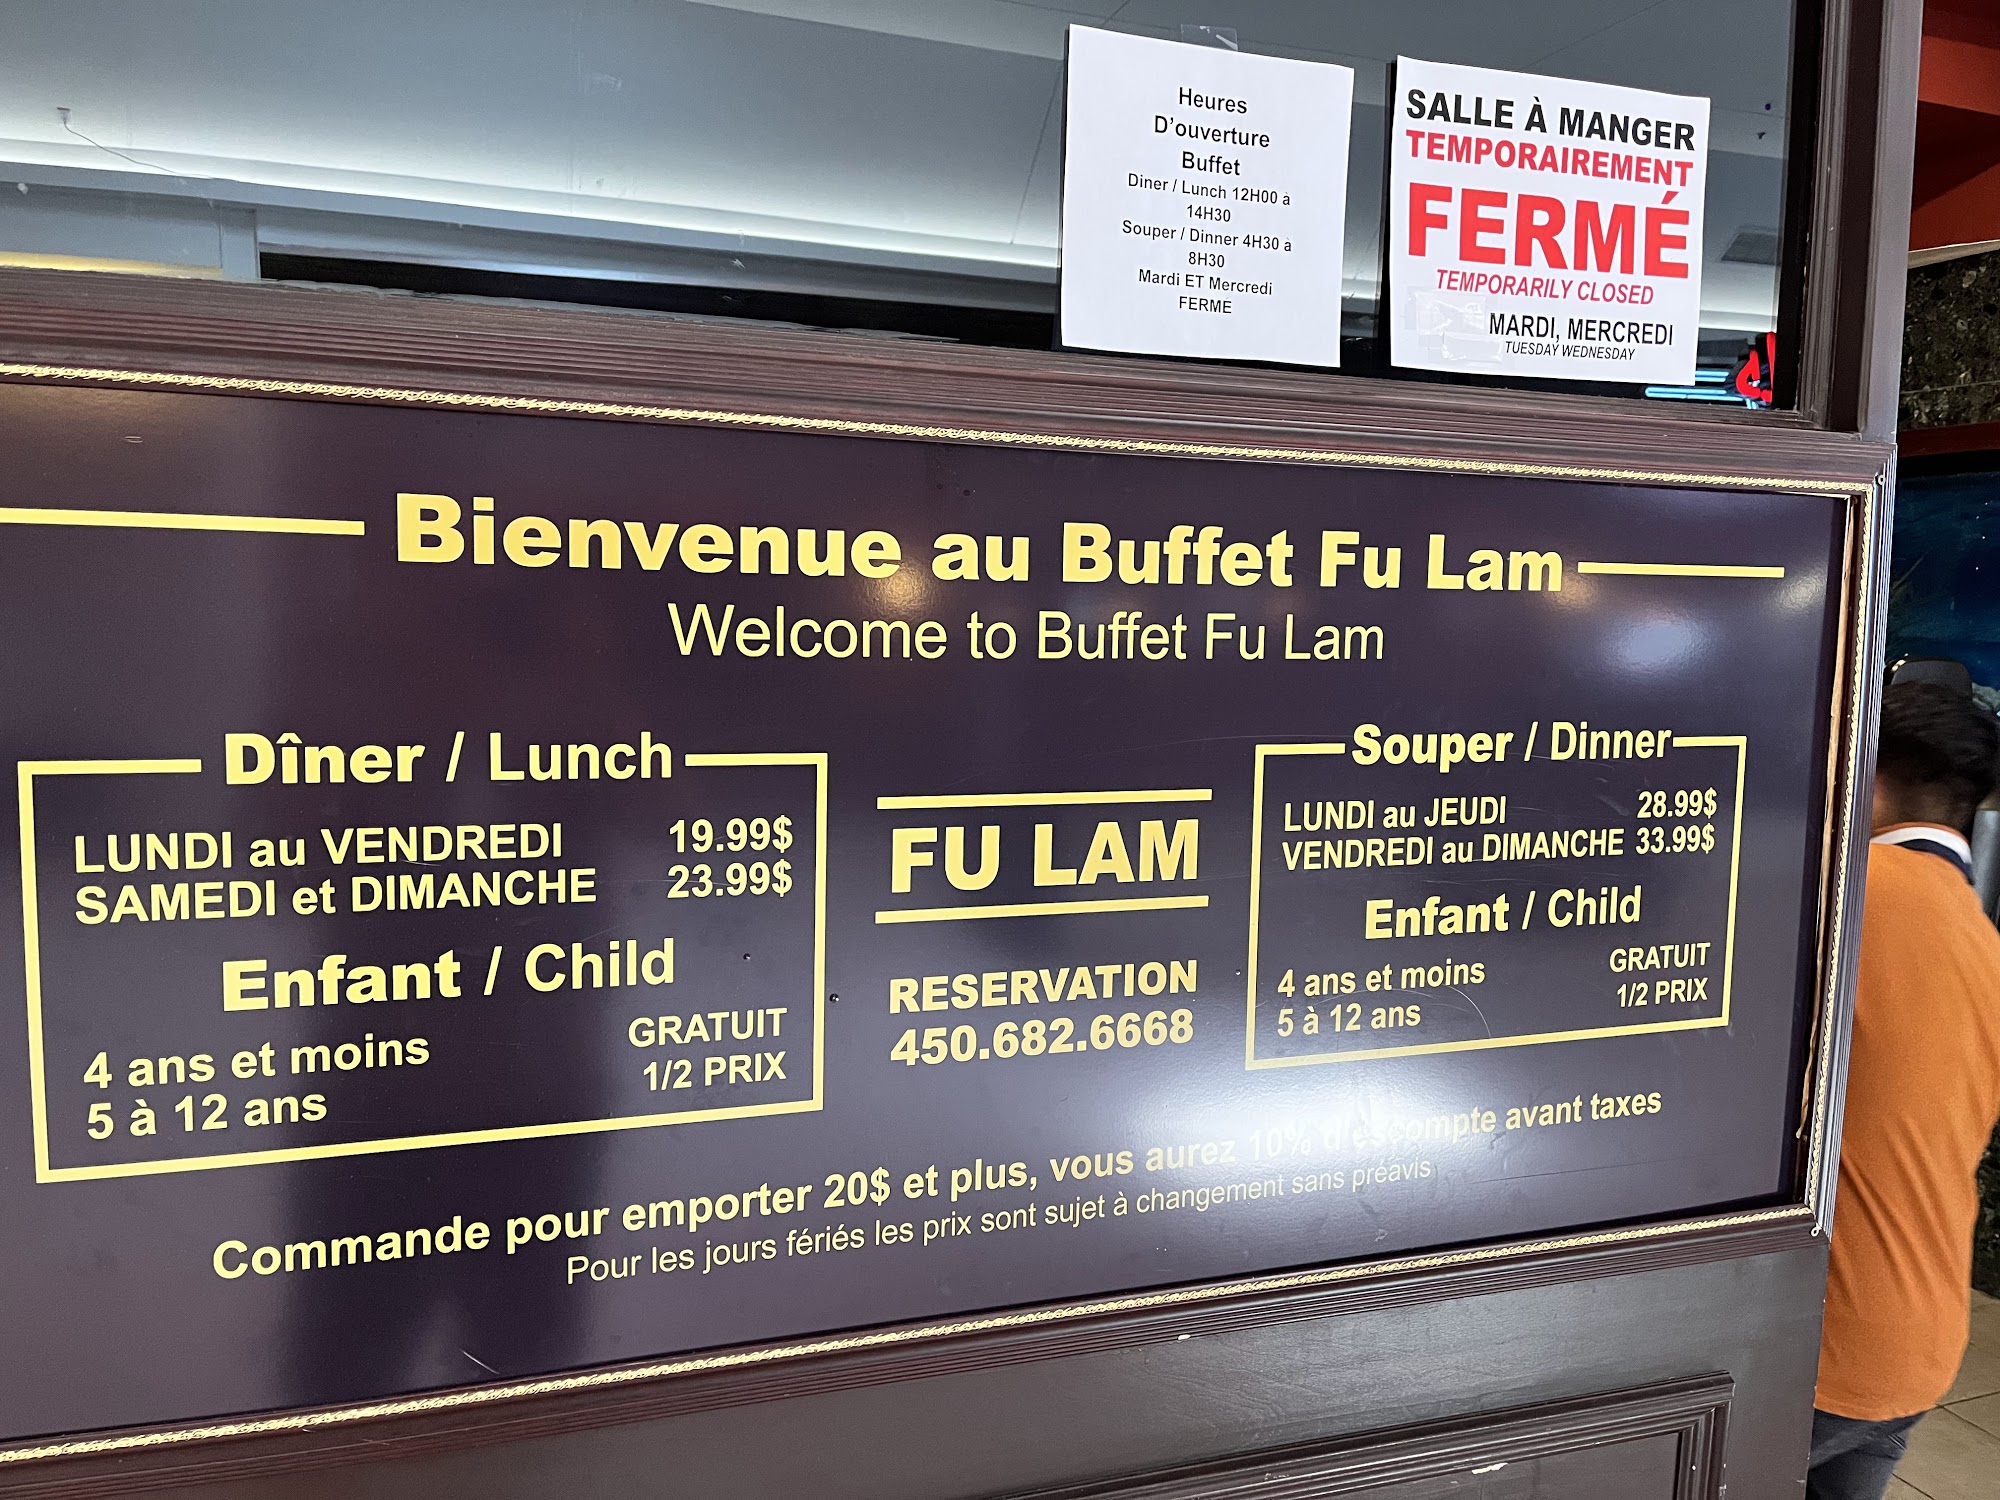 Heures
D'ouverture
Buffet
Diner / Lunch 12H00 à
14H30
Souper / Dinner 4H30 à
8H30
Mardi ET Mercredi
FERMÉ
SALLE À MANGER
TEMPORAIREMENT
FERMÉ
TEMPORARILY CLOSED
MARDI, MERCREDI
TUESDAY WEDNESDAY
Bienvenue au Buffet Fu Lam
Welcome to Buffet Fu Lam
Dîner / Lunch
LUNDI au VENDREDI 19.99$
SAMEDI et DIMANCHE 23.99$
Enfant / Child
4 ans et moins GRATUIT
5 à 12 ans 1/2 PRIX
FU LAM
RESERVATION
450.682.6668
Souper / Dinner
LUNDI au JEUDI 28.99$
VENDREDI au DIMANCHE 33.99$
Enfant / Child
4 ans et moins GRATUIT
5 à 12 ans 1/2 PRIX
Commande pour emporter 20$ et plus, vous aurez 10% d'escompte avant taxes
Pour les jours fériés les prix sont sujet à changement sans préavis